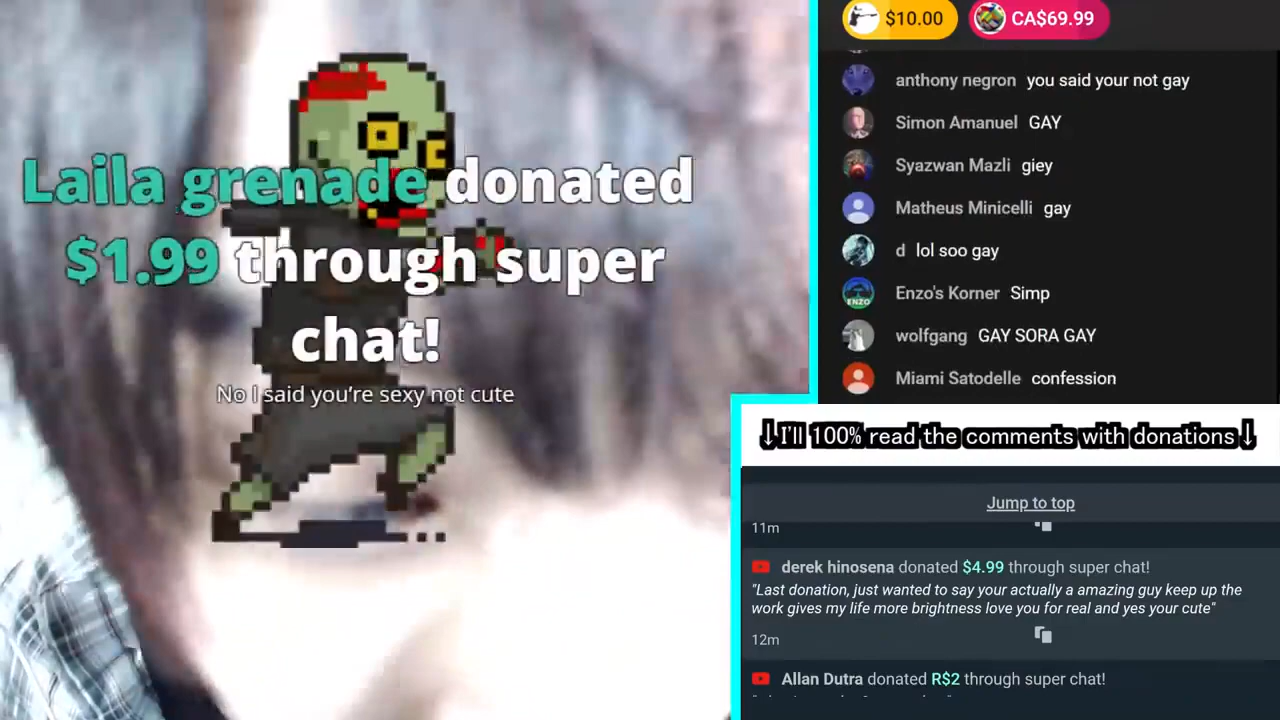 Laila grenade donated
$1.99 through super
chat!
No I said you're sexy not cute
$10.00
CA$69.99
anthony negron you said your not gay
Simon Amanuel GAY
Syazwan Mazli giey
Matheus Minicelli gay
d lol soo gay
Enzo's Korner Simp
ENZO
wolfgang GAY SORA GAY
Miami Satodelle confession
↓I'll 100% read the comments with donations↓
Jump to top
11m
derek hinosena donated $4.99 through super chat!
"Last donation, just wanted to say your actually a amazing guy keep up the
work gives my life more brightness love you for real and yes your cute"
12m
Allan Dutra donated R$2 through super chat!